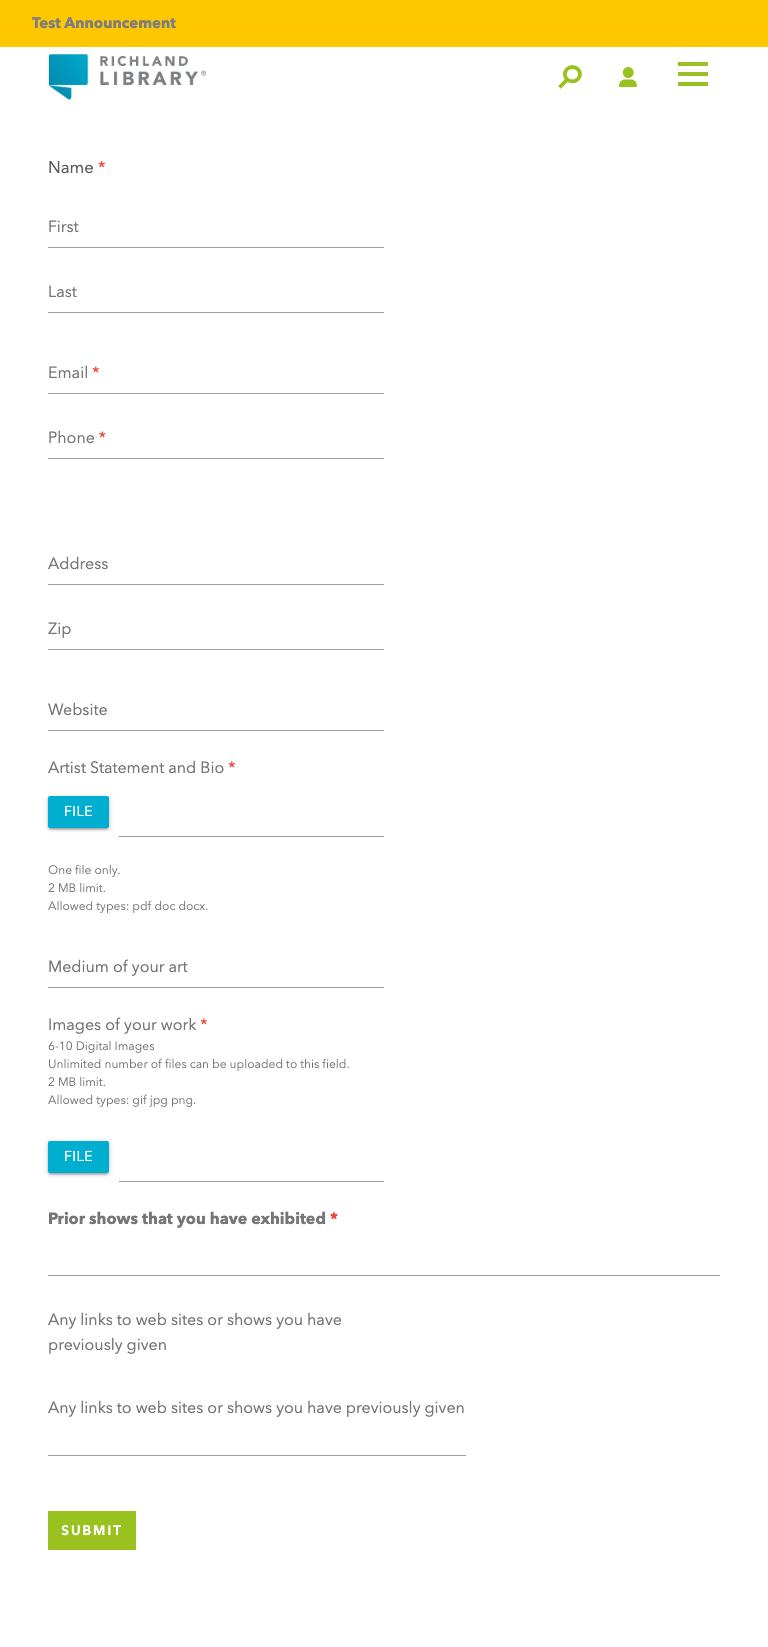 Test Announcement
RICHLAND
LIBRARY®
Name *
First
Last
Email *
Phone *
Address
Zip
Website
Artist Statement and Bio *
FILE
One file only.
2 MB limit.
Allowed types: pdf doc docx.
Medium of your art
Images of your work *
6-10 Digital Images
Unlimited number of files can be uploaded to this field.
2 MB limit.
Allowed types: gif jpg png.
FILE
Prior shows that you have exhibited *
Any links to web sites or shows you have
previously given
Any links to web sites or shows you have previously given
SUBMIT